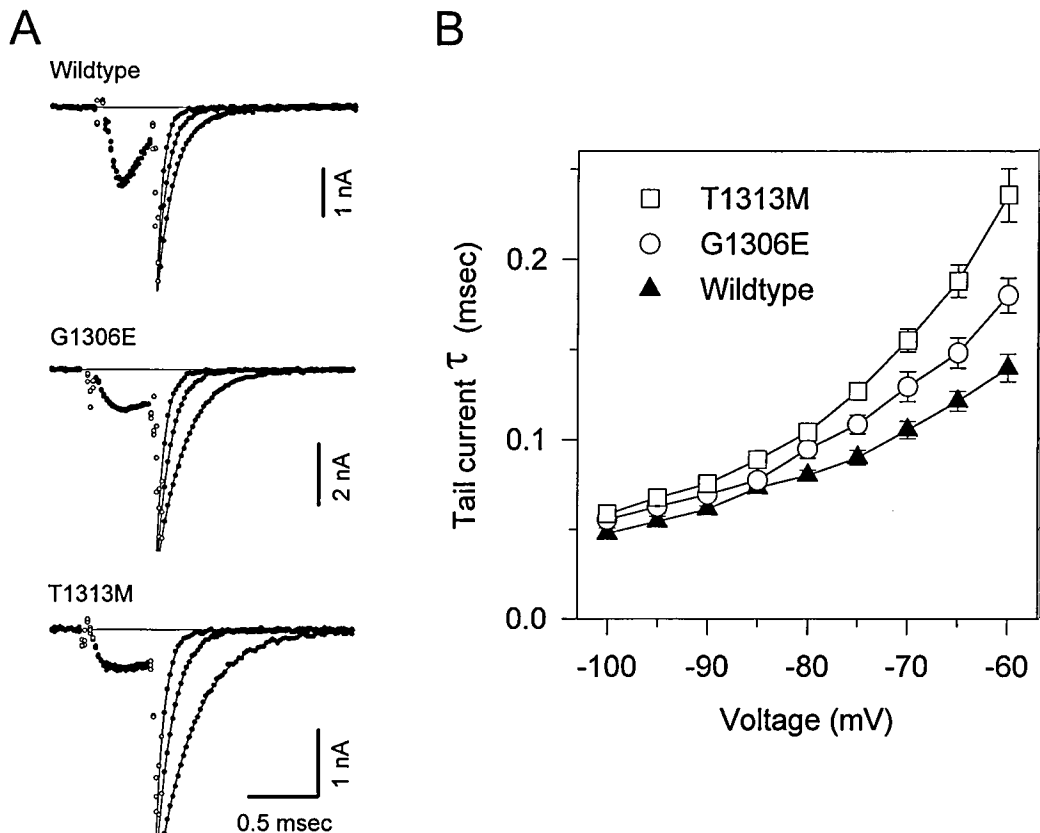 A
Wildtype
1 nA
G1306E
2 nA
T1313M
1 nA
0.5 msec
B
T1313M
G1306E
Wildtype
Tail current τ (msec)
0.2
0.1
0.0
-100 -90 -80 -70 -60
Voltage (mV)